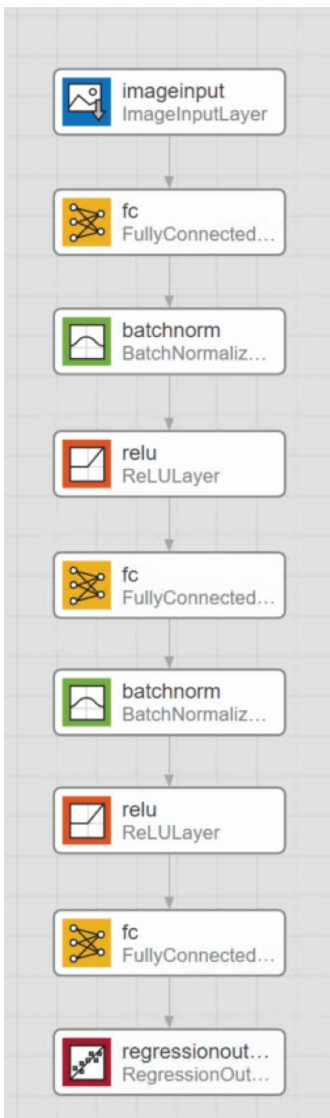 imageinput
ImageInputLayer
fc
FullyConnected...
batchnorm
BatchNormaliz...
relu
ReLULayer
fc
FullyConnected...
batchnorm
BatchNormaliz...
relu
ReLULayer
fc
FullyConnected...
regressionout...
RegressionOut...